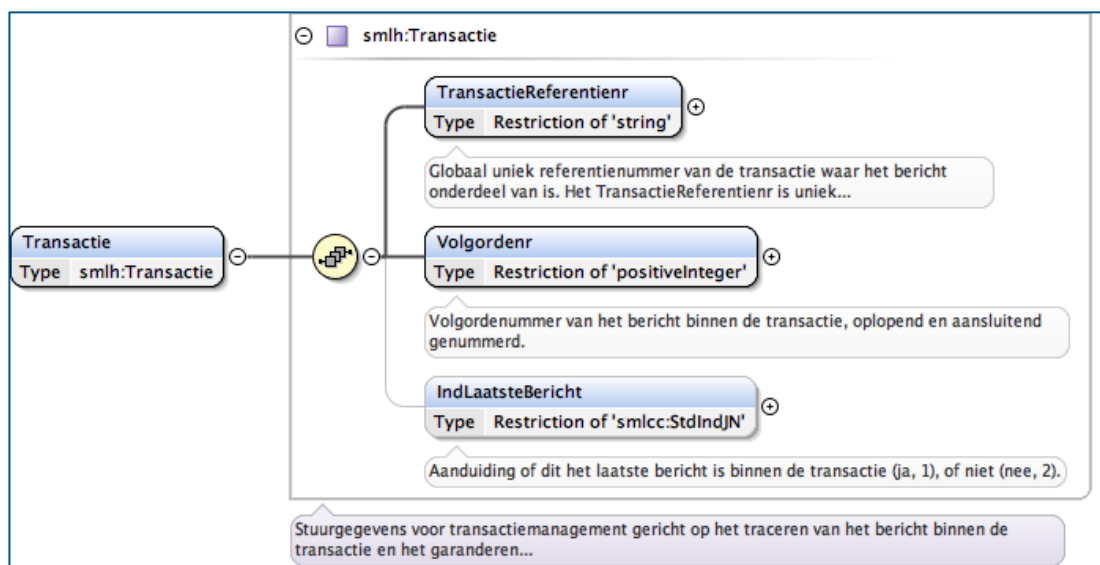 smlh:Transactie
TransactieReferentienr
Type Restriction of 'string'
Globaal uniek referentienummer van de transactie waar het bericht
onderdeel van is. Het TransactieReferentienr is uniek...
Transactie
Type smlh:Transactie
Volgordenr
Type Restriction of 'positiveInteger'
Volgordenummer van het bericht binnen de transactie, oplopend en aansluitend
genummerd.
IndLaatsteBericht
Type Restriction of 'smlcc:StdIndJN'
Aanduiding of dit het laatste bericht is binnen de transactie (ja, 1), of niet (nee, 2).
Stuurgegevens voor transactiemanagement gericht op het traceren van het bericht binnen de
transactie en het garanderen...